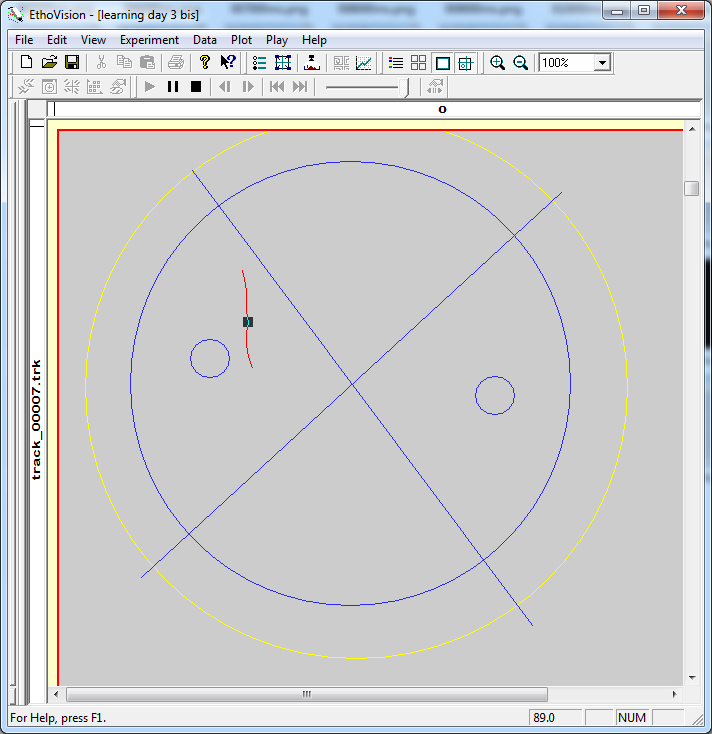 EthoVision - [learning day 3 bis]
File Edit View Experiment Data Plot Play Help
100%
0
track_00007.trk
For Help, press F1.
89.0
NUM